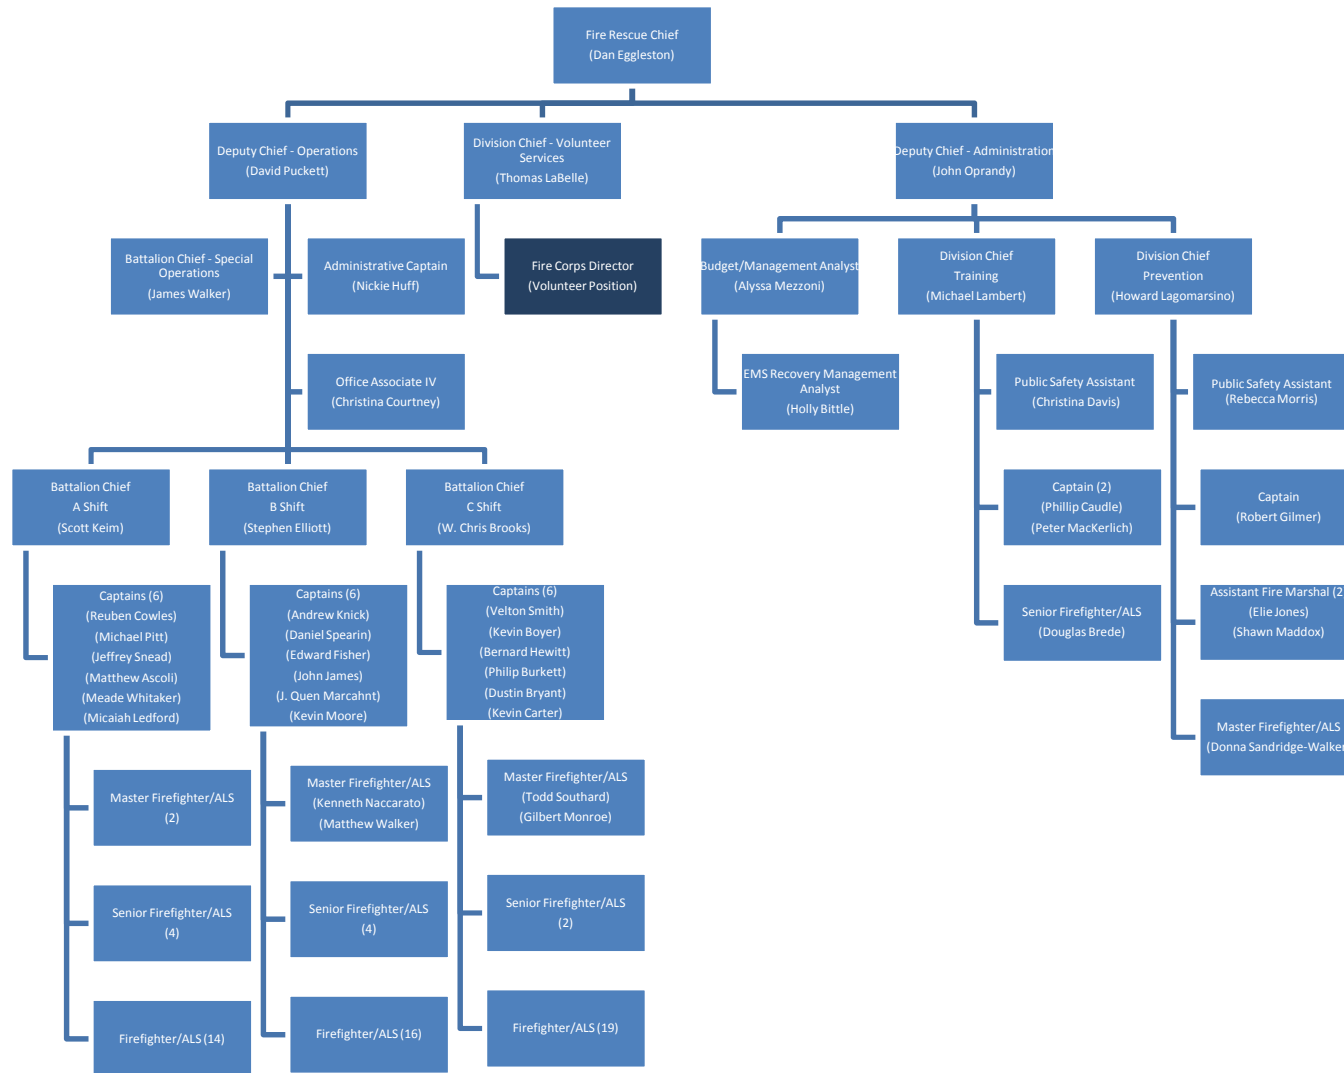 Fire Rescue Chief
(Dan Eggleston)
Deputy Chief - Operations
(David Puckett)
Division Chief - Volunteer
Services
(Thomas LaBelle)
Deputy Chief - Administration
(John Oprandy)
Battalion Chief - Special
Operations
(James Walker)
Administrative Captain
(Nickie Huff)
Fire Corps Director
(Volunteer Position)
Budget/Management Analyst
(Alyssa Mezzoni)
Division Chief
Training
(Michael Lambert)
Division Chief
Prevention
(Howard Lagomarsino)
Office Associate IV
(Christina Courtney)
EMS Recovery Management
Analyst
(Holly Bittle)
Public Safety Assistant
(Christina Davis)
Public Safety Assistant
(Rebecca Morris)
Battalion Chief
A Shift
(Scott Keim)
Battalion Chief
B Shift
(Stephen Elliott)
Battalion Chief
C Shift
(W. Chris Brooks)
Captain (2)
(Phillip Caudle)
(Peter MacKerlich)
Captain
(Robert Gilmer)
Captains (6)
(Reuben Cowles)
(Michael Pitt)
(Jeffrey Snead)
(Matthew Ascoli)
(Meade Whitaker)
(Micaiah Ledford)
Captains (6)
(Andrew Knick)
(Daniel Spearin)
(Edward Fisher)
(John James)
(J. Quen Marcahnt)
(Kevin Moore)
Captains (6)
(Velton Smith)
(Kevin Boyer)
(Bernard Hewitt)
(Philip Burkett)
(Dustin Bryant)
(Kevin Carter)
Senior Firefighter/ALS
(Douglas Brede)
Assistant Fire Marshal (2)
(Elie Jones)
(Shawn Maddox)
Master Firefighter/ALS
(Donna Sandridge-Walker)
Master Firefighter/ALS
(2)
Master Firefighter/ALS
(Kenneth Naccarato)
(Matthew Walker)
Master Firefighter/ALS
(Todd Southard)
(Gilbert Monroe)
Senior Firefighter/ALS
(4)
Senior Firefighter/ALS
(4)
Senior Firefighter/ALS
(2)
Firefighter/ALS (14)
Firefighter/ALS (16)
Firefighter/ALS (19)